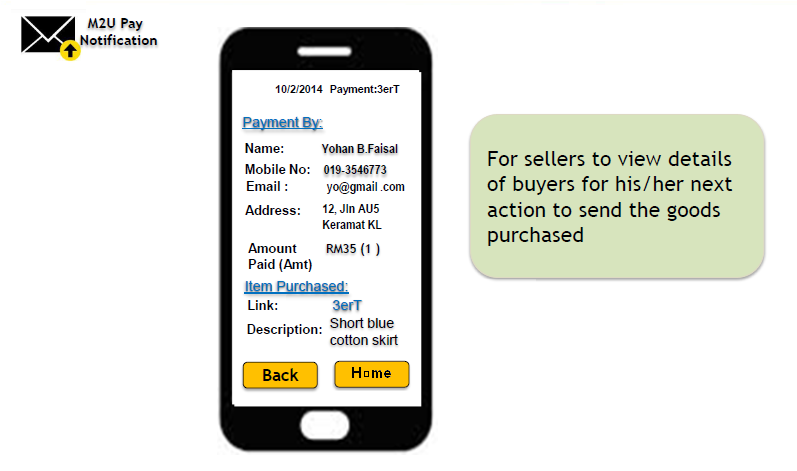 M2U Pay
Notification
10/2/2014 Payment:3erT
Payment By:
Name: Yohan B.Faisal
Mobile No: 019-3546773
Email : yo@gmail.com
Address: 12, Jln AU5
Keramat KL
Amount RM35 (1 )
Paid (Amt)
Item Purchased:
Link: 3erT
Description: Short blue
cotton skirt
Back
H□me
For sellers to view details
of buyers for his/her next
action to send the goods
purchased